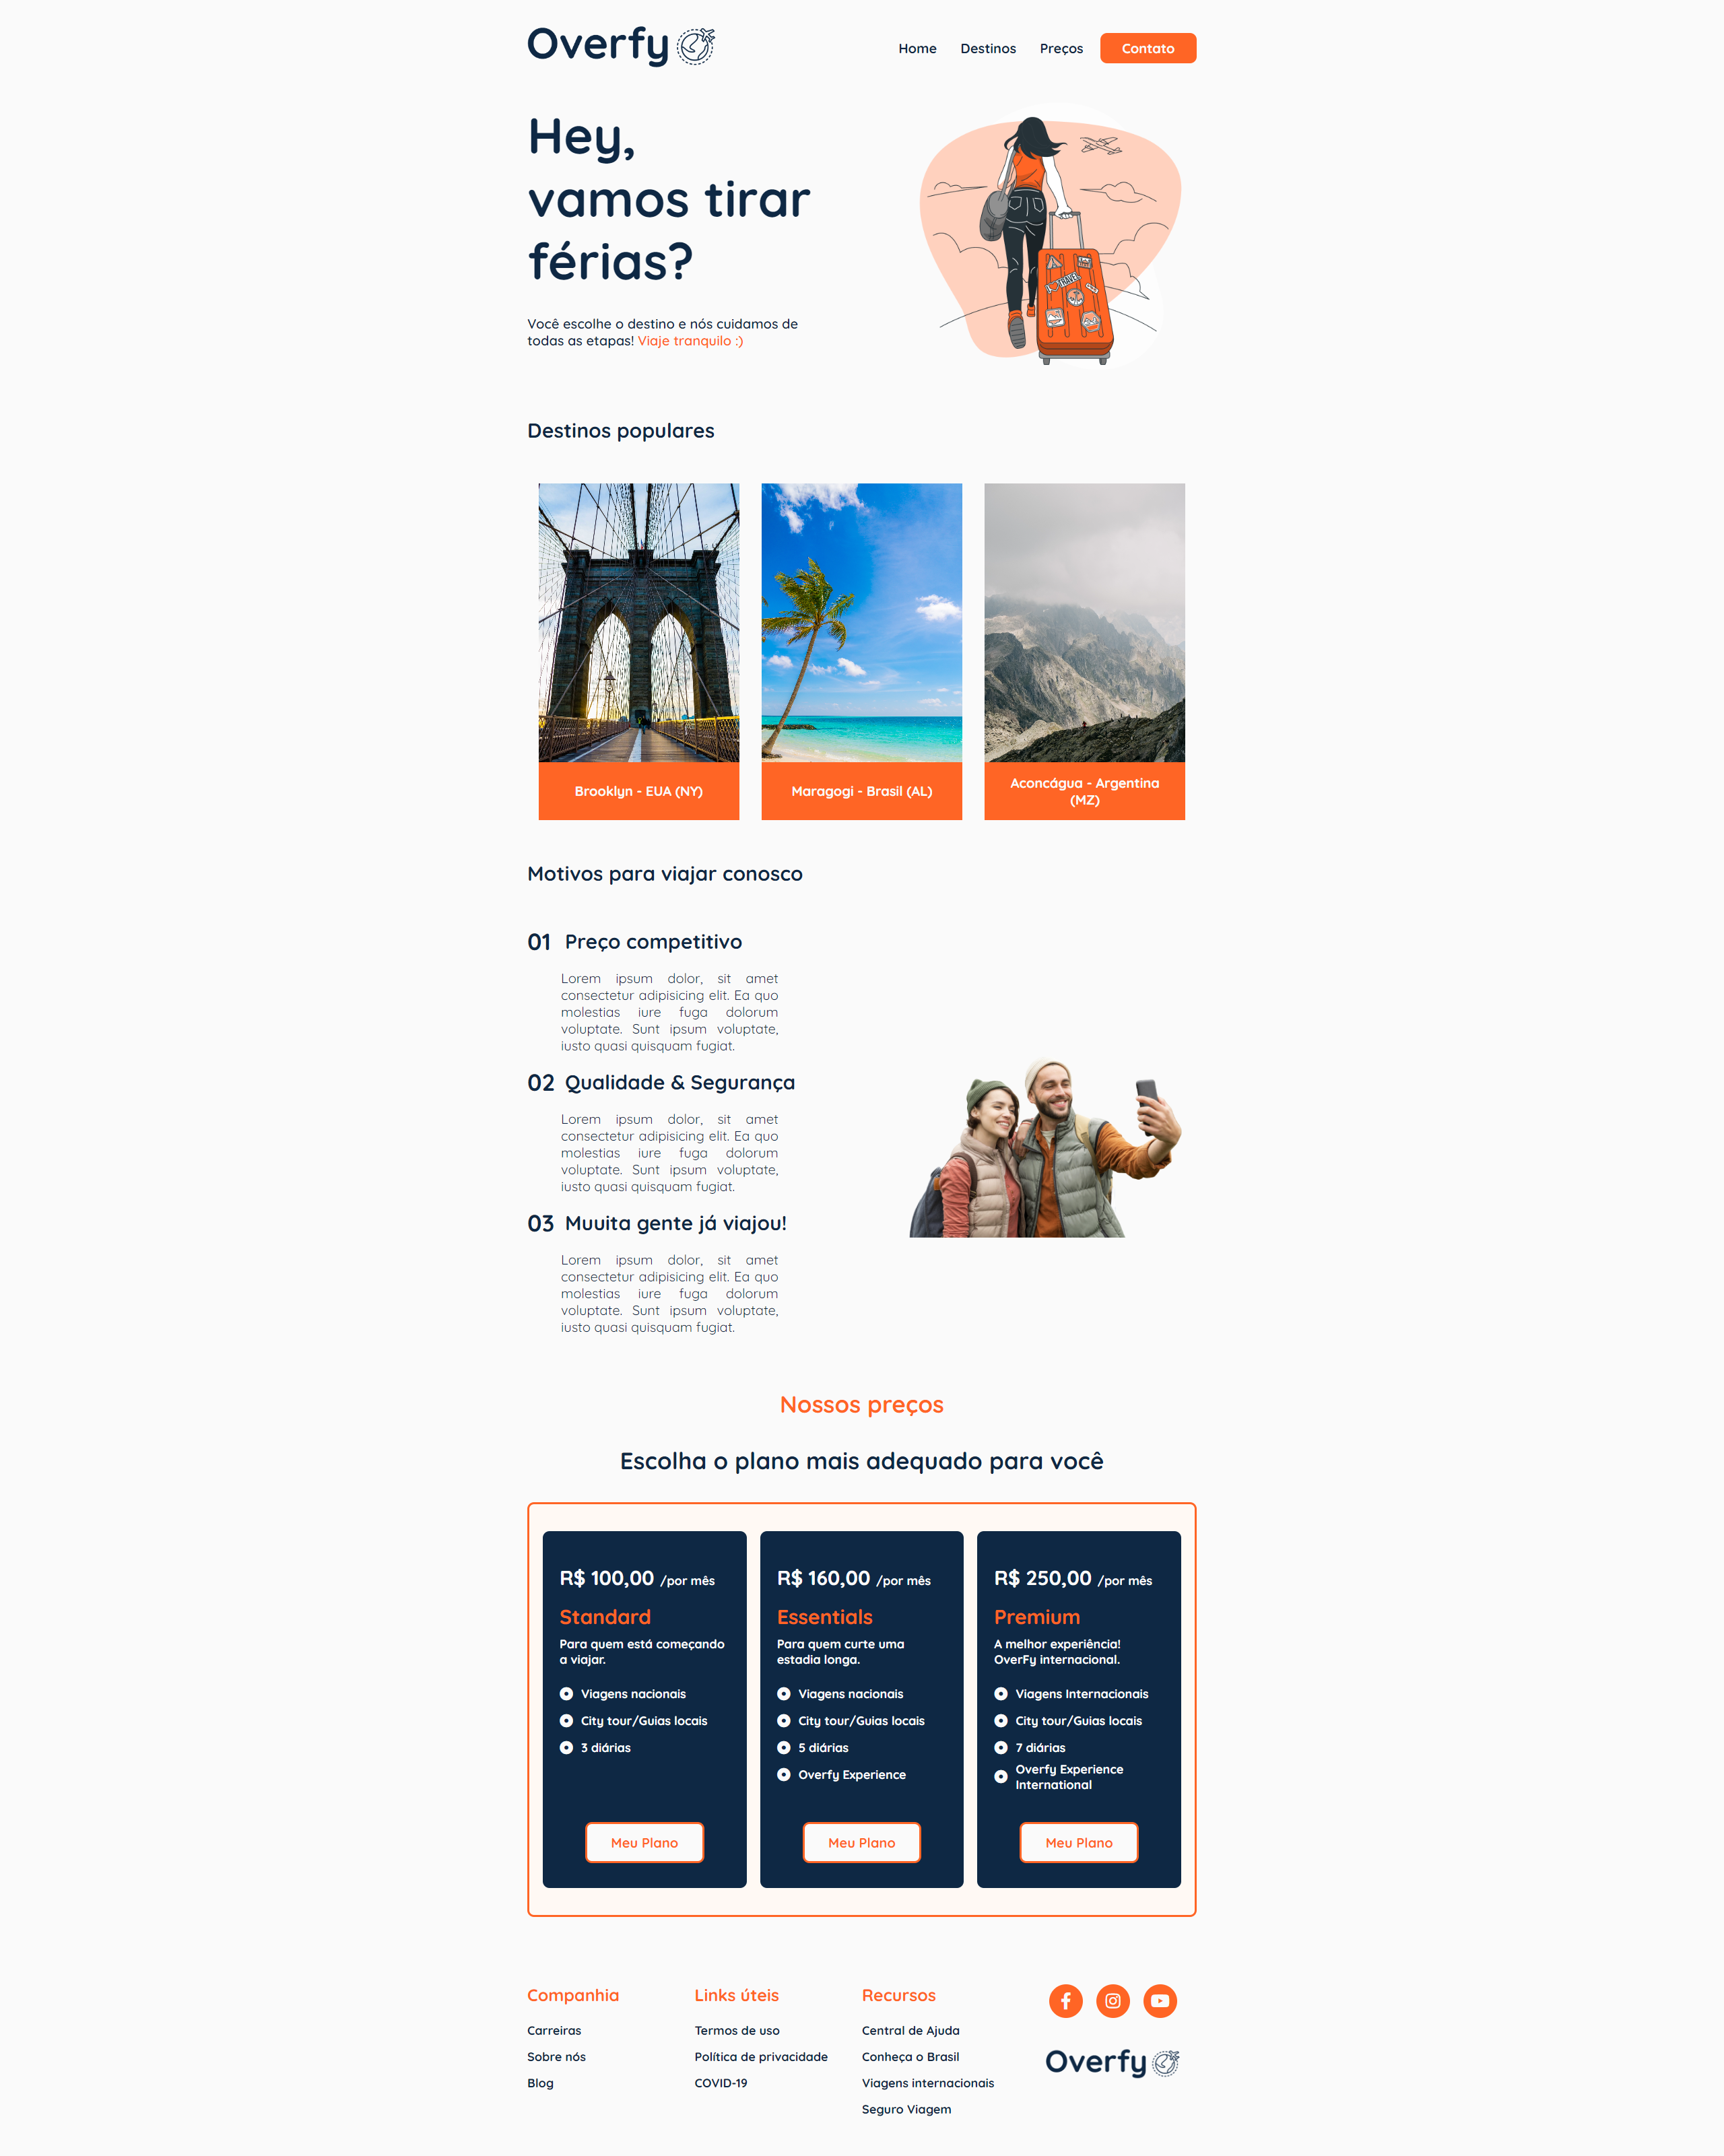 Overfy
Home Destinos Preços Contato
Hey,
vamos tirar
férias?
Você escolhe o destino e nós cuidamos de
todas as etapas! Viaje tranquilo :)
TRAVEL
Destinos populares
Brooklyn - EUA (NY)
Maragogi - Brasil (AL)
Aconcágua - Argentina
(MZ)
Motivos para viajar conosco
01 Preço competitivo
Lorem ipsum dolor, sit amet
consectetur adipisicing elit. Ea quo
molestias iure fuga dolorum
voluptate. Sunt ipsum voluptate,
iusto quasi quisquam fugiat.
02 Qualidade & Segurança
Lorem ipsum dolor, sit amet
consectetur adipisicing elit. Ea quo
molestias iure fuga dolorum
voluptate. Sunt ipsum voluptate,
iusto quasi quisquam fugiat.
03 Muuita gente já viajou!
Lorem ipsum dolor, sit amet
consectetur adipisicing elit. Ea quo
molestias iure fuga dolorum
voluptate. Sunt ipsum voluptate,
iusto quasi quisquam fugiat.
Nossos preços
Escolha o plano mais adequado para você
R$ 100,00 /por mês
Standard
Para quem está começando
a viajar.
Viagens nacionais
City tour/Guias locais
3 diárias
Meu Plano
R$ 160,00 /por mês
Essentials
Para quem curte uma
estadia longa.
Viagens nacionais
City tour/Guias locais
5 diárias
Overfy Experience
Meu Plano
R$ 250,00 /por mês
Premium
A melhor experiência!
OverFy internacional.
Viagens Internacionais
City tour/Guias locais
7 diárias
Overfy Experience
International
Meu Plano
Companhia
Carreiras
Sobre nós
Blog
Links úteis
Termos de uso
Política de privacidade
COVID-19
Recursos
Central de Ajuda
Conheça o Brasil
Viagens internacionais
Seguro Viagem
Overfy